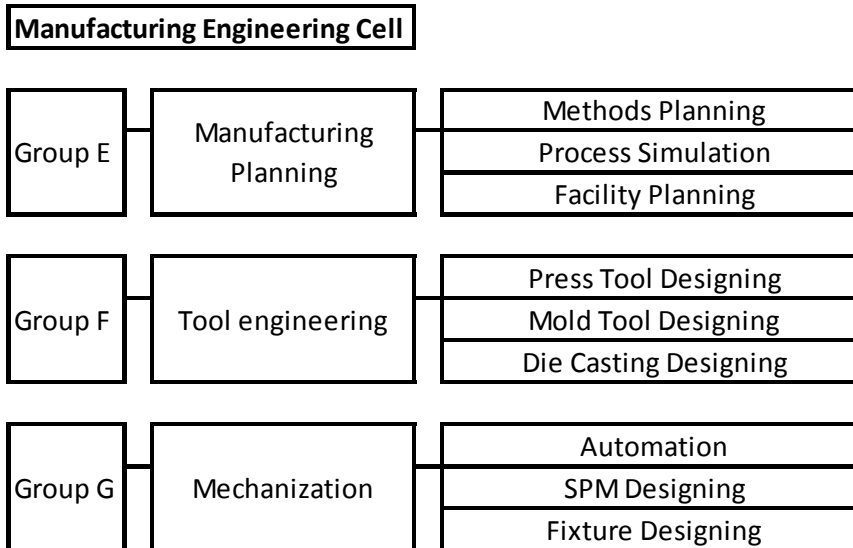 Manufacturing Engineering Cell
Group E
Manufacturing
Planning
Methods Planning
Process Simulation
Facility Planning
Group F
Tool engineering
Press Tool Designing
Mold Tool Designing
Die Casting Designing
Group G
Mechanization
Automation
SPM Designing
Fixture Designing